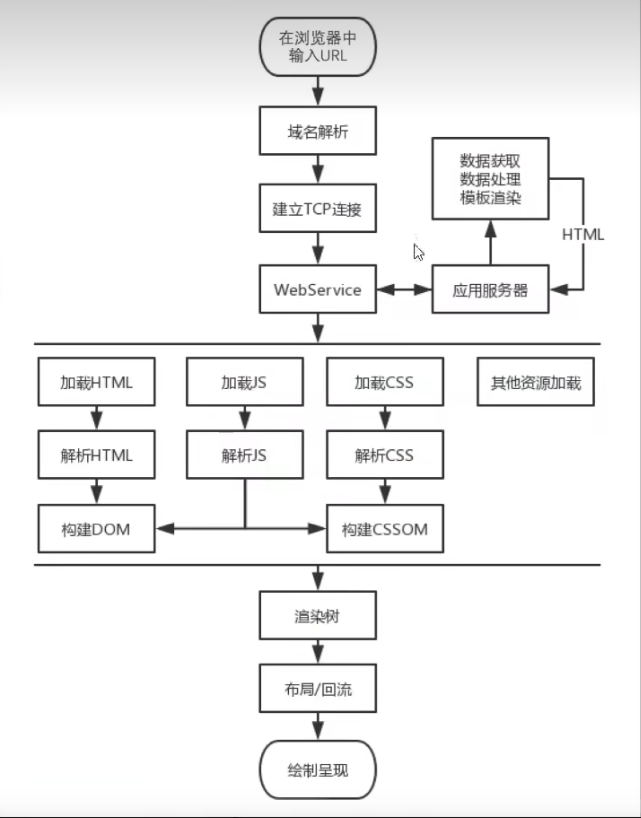 在浏览器中
输入URL
域名解析
数据获取
数据处理
模板渲染
建立TCP连接
HTML
WebService
应用服务器
加载HTML
加载JS
加载CSS
其他资源加载
解析HTML
解析JS
解析CSS
构建DOM
构建CSSOM
渲染树
布局/回流
绘制呈现